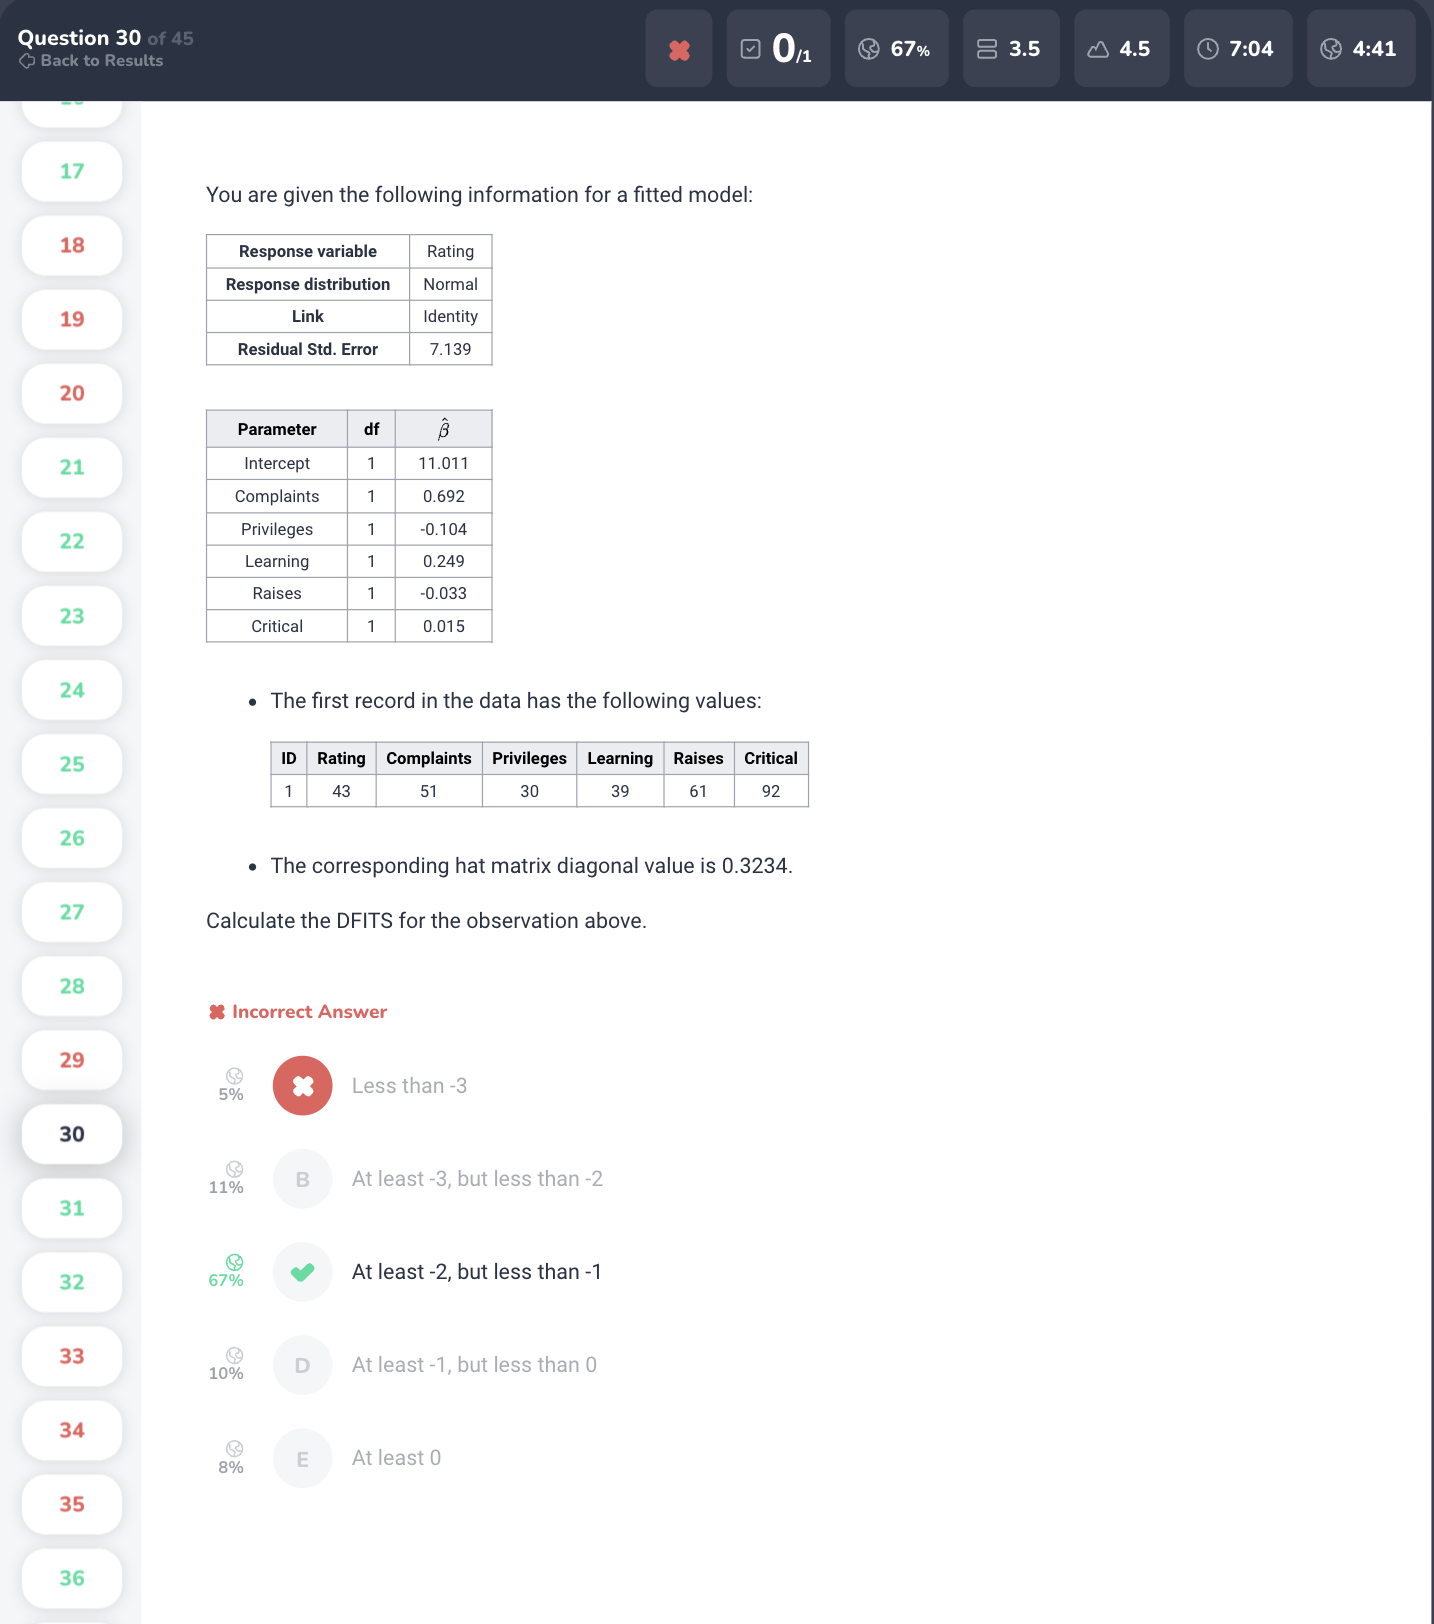 Question 30 of 45
Back to Results
0/1
67%
3.5
4.5
7:04
4:41
17
18
19
20
21
22
23
24
25
26
27
28
29
30
31
32
33
34
35
36
You are given the following information for a fitted model:
Response variable Rating
Response distribution Normal
Link Identity
Residual Std. Error 7.139
Parameter df β̂
Intercept 1 11.011
Complaints 1 0.692
Privileges 1 -0.104
Learning 1 0.249
Raises 1 -0.033
Critical 1 0.015
• The first record in the data has the following values:
ID Rating Complaints Privileges Learning Raises Critical
1 43 51 30 39 61 92
• The corresponding hat matrix diagonal value is 0.3234.
Calculate the DFITS for the observation above.
Incorrect Answer
5% Less than -3
11% B At least -3, but less than -2
67% At least -2, but less than -1
10% D At least -1, but less than 0
8% E At least 0